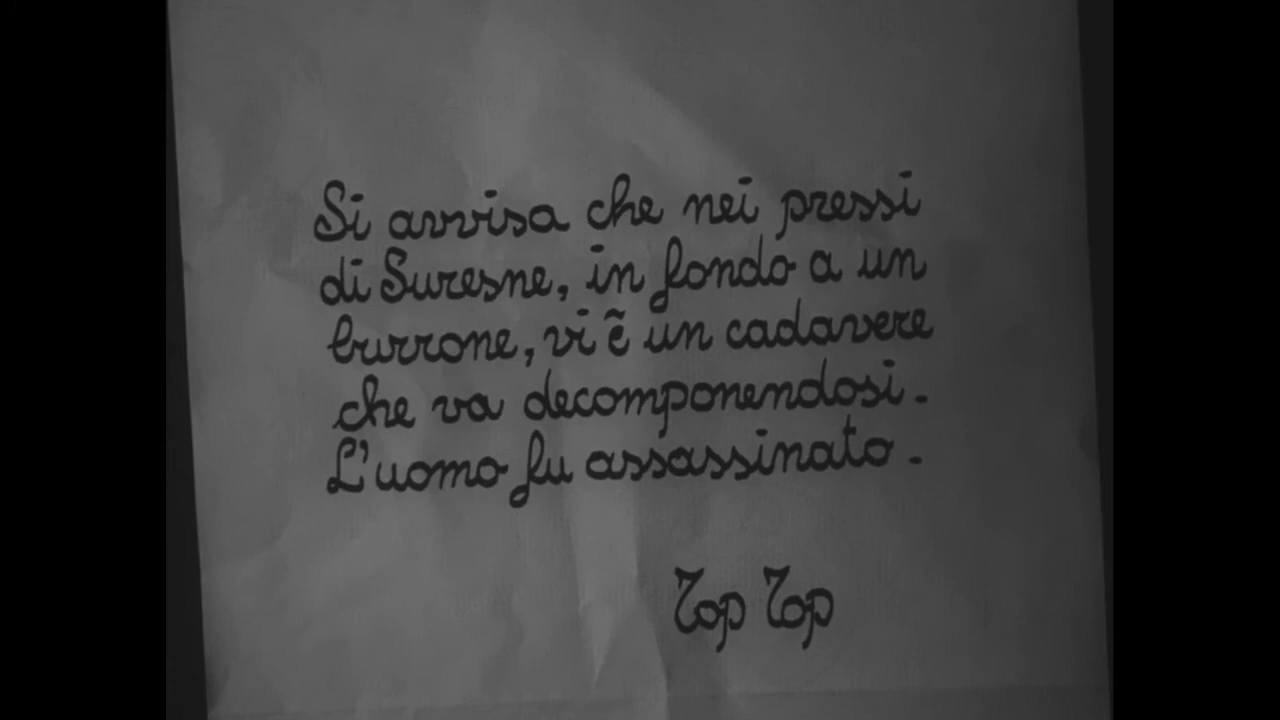 Si avvisa che nei pressi
di Suresne, in fondo a un
burrone, vi è un cadavere
che va decomponendosi.
L'uomo fu assassinato.
Top Top